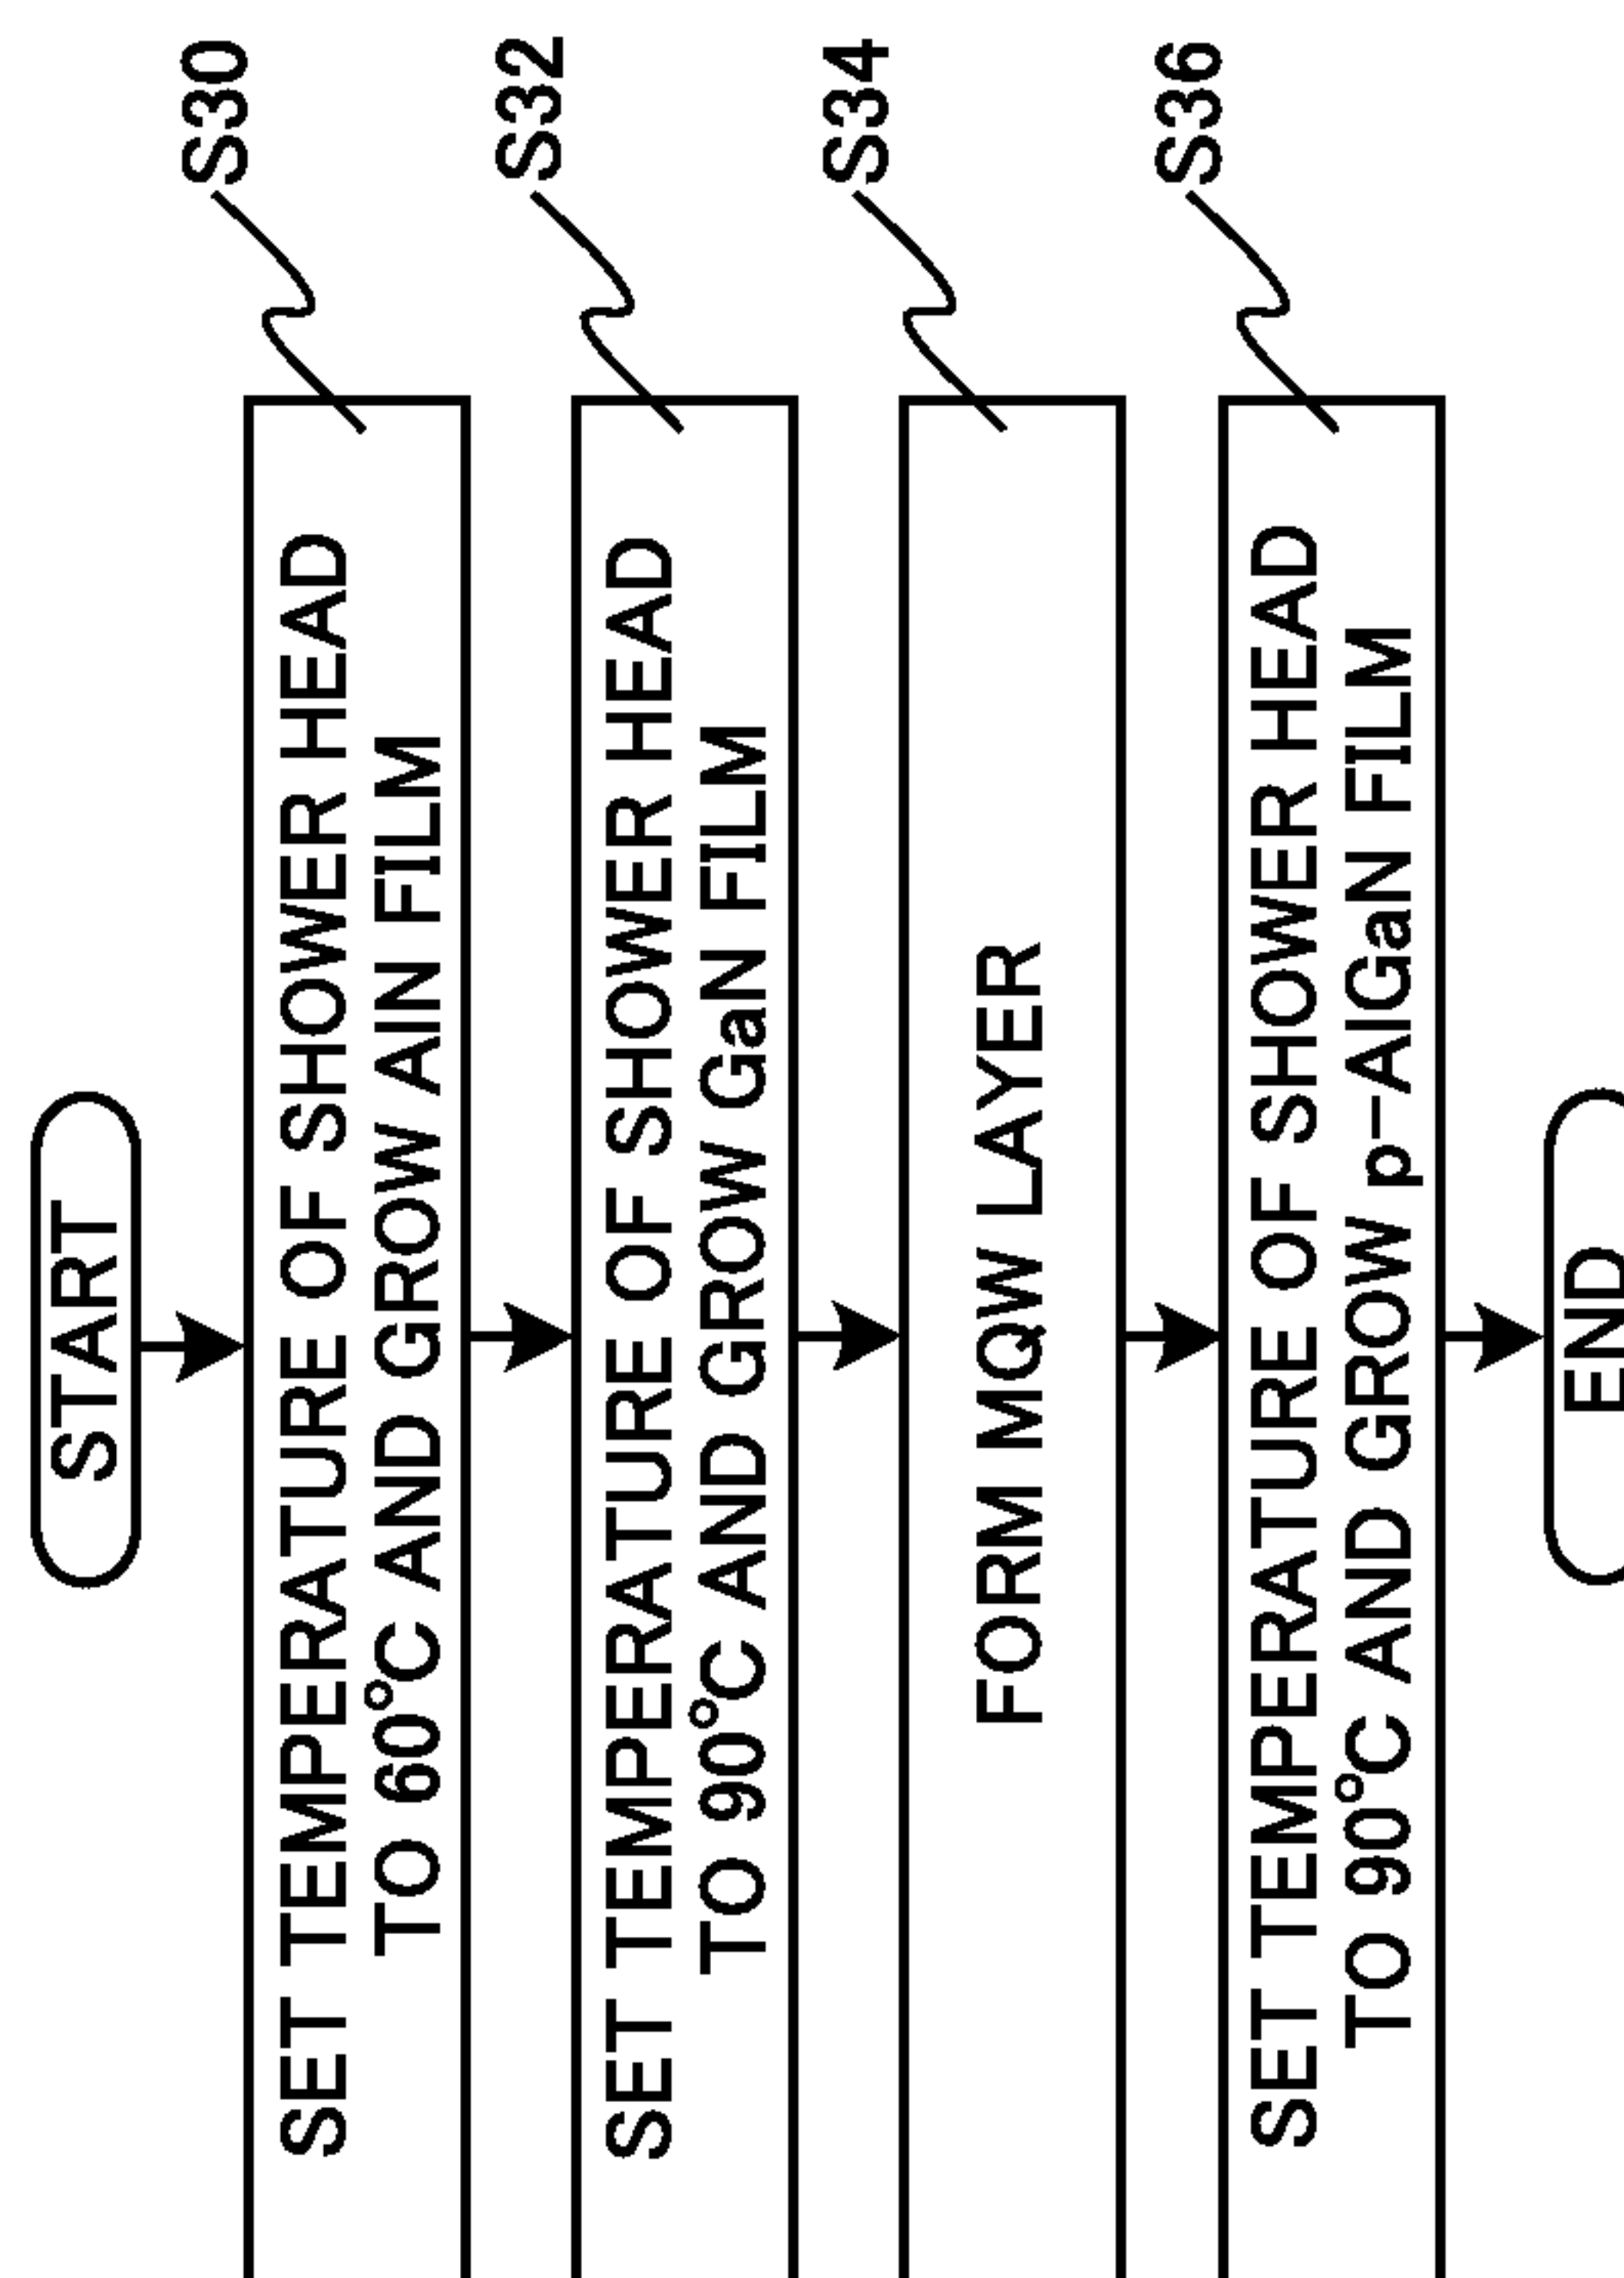 START
S30
SET TEMPERATURE OF SHOWER HEAD
TO 60°C AND GROW AlN FILM
S32
SET TEMPERATURE OF SHOWER HEAD
TO 90°C AND GROW GaN FILM
S34
FORM MQW LAYER
S36
SET TEMPERATURE OF SHOWER HEAD
TO 90°C AND GROW p-AlGaN FILM
END